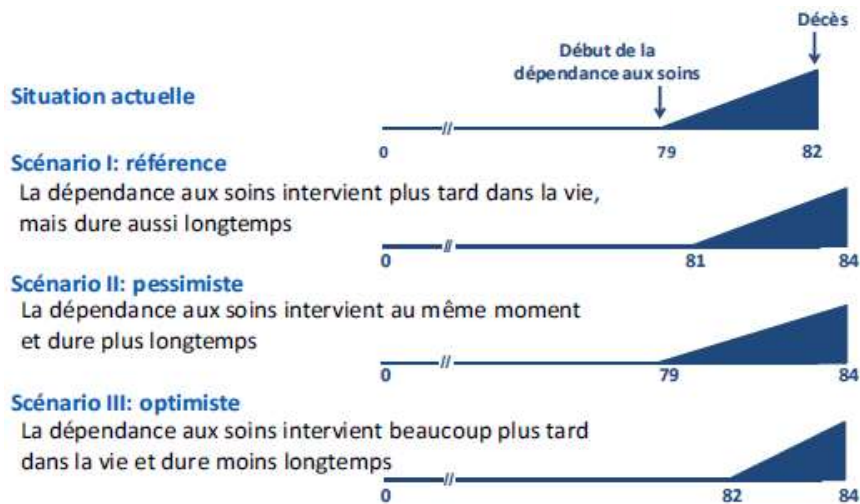 Décès
Début de la
dépendance aux soins
Situation actuelle
0 79 82
Scénario I: référence
La dépendance aux soins intervient plus tard dans la vie,
mais dure aussi longtemps
0 81 84
Scénario II: pessimiste
La dépendance aux soins intervient au même moment
et dure plus longtemps
0 79 84
Scénario III: optimiste
La dépendance aux soins intervient beaucoup plus tard
dans la vie et dure moins longtemps
0 82 84